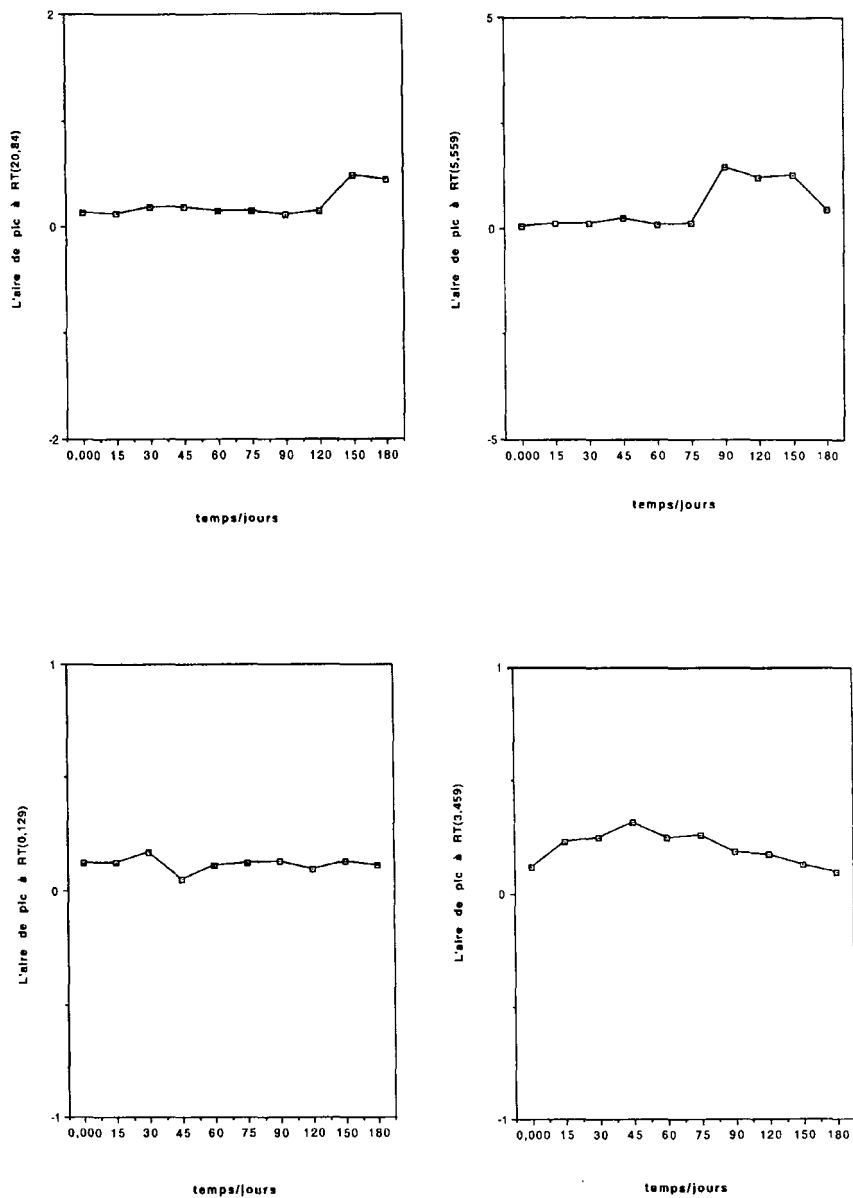 2
0
-2
L'aire de pic à RT(20,84)
0.000 15 30 45 60 75 90 120 150 180
temps/jours
5
0
-5
L'aire de pic à RT(5,559)
0.000 15 30 45 60 75 90 120 150 180
temps/jours
1
0
-1
L'aire de pic à RT(0,129)
0,000 15 30 45 60 75 90 120 150 180
temps/jours
1
0
-1
L'aire de pic à RT(3,459)
0,000 15 30 45 60 75 90 120 150 180
temps/jours